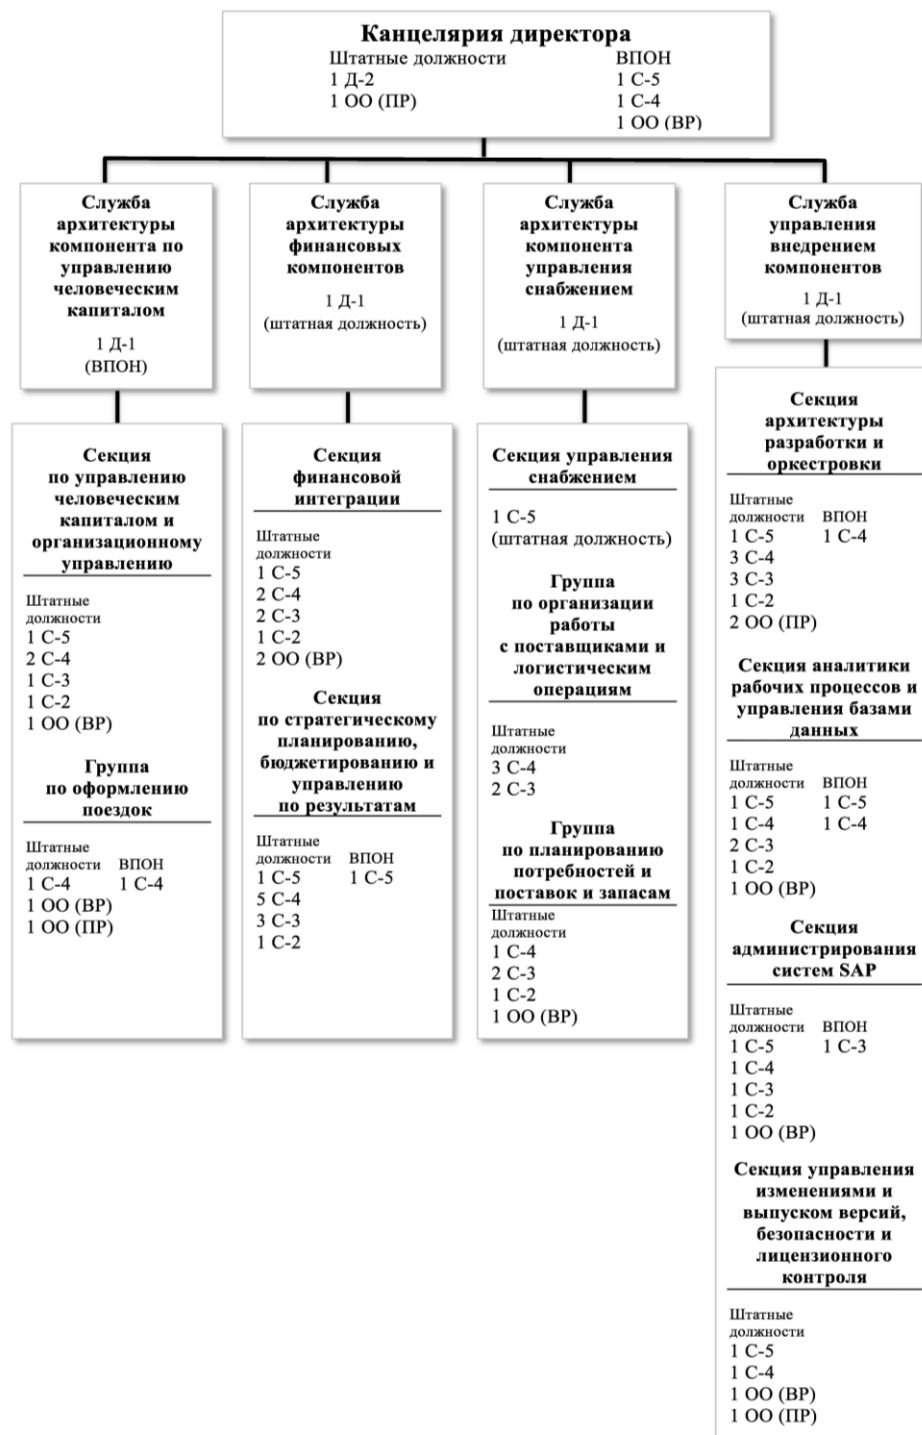 Канцелярия директора
Штатные должности ВПОН
1 Д-2 1 С-5
1 ОО (ПР) 1 С-4
1 ОО (ВР)
Служба
архитектуры
компонента по
управлению
человеческим
капиталом
1 Д-1
(ВПОН)
Служба
архитектуры
финансовых
компонентов
1 Д-1
(штатная должность)
Служба
архитектуры
компонента
управления
снабжением
1 Д-1
(штатная должность)
Служба
управления
внедрением
компонентов
1 Д-1
(штатная должность)
Секция
по управлению
человеческим
капиталом и
организационному
управлению
Штатные
должности
1 С-5
2 С-4
1 С-3
1 С-2
1 ОО (ВР)
Группа
по оформлению
поездок
Штатные
должности ВПОН
1 С-4 1 С-4
1 ОО (ВР)
1 ОО (ПР)
Секция
финансовой
интеграции
Штатные
должности
1 С-5
2 С-4
2 С-3
1 С-2
2 ОО (ВР)
Секция
по стратегическому
планированию,
бюджетированию и
управлению
по результатам
Штатные
должности ВПОН
1 С-5 1 С-5
5 С-4
3 С-3
1 С-2
Секция управления
снабжением
1 С-5
(штатная должность)
Группа
по организации
работы
с поставщиками и
логистическим
операциям
Штатные
должности
3 С-4
2 С-3
Группа
по планированию
потребностей и
поставок и запасам
Штатные
должности
1 С-4
2 С-3
1 С-2
1 ОО (ВР)
Секция
архитектуры
разработки и
оркестровки
Штатные
должности ВПОН
1 С-5 1 С-4
3 С-4
3 С-3
1 С-2
2 ОО (ПР)
Секция аналитики
рабочих процессов и
управления базами
данных
Штатные
должности ВПОН
1 С-5 1 С-5
1 С-4 1 С-4
2 С-3
1 С-2
1 ОО (ВР)
Секция
администрирования
систем SAP
Штатные
должности ВПОН
1 С-5 1 С-3
1 С-4
1 С-3
1 С-2
1 ОО (ВР)
Секция управления
изменениями и
выпуском версий,
безопасности и
лицензионного
контроля
Штатные
должности
1 С-5
1 С-4
1 ОО (ВР)
1 ОО (ПР)